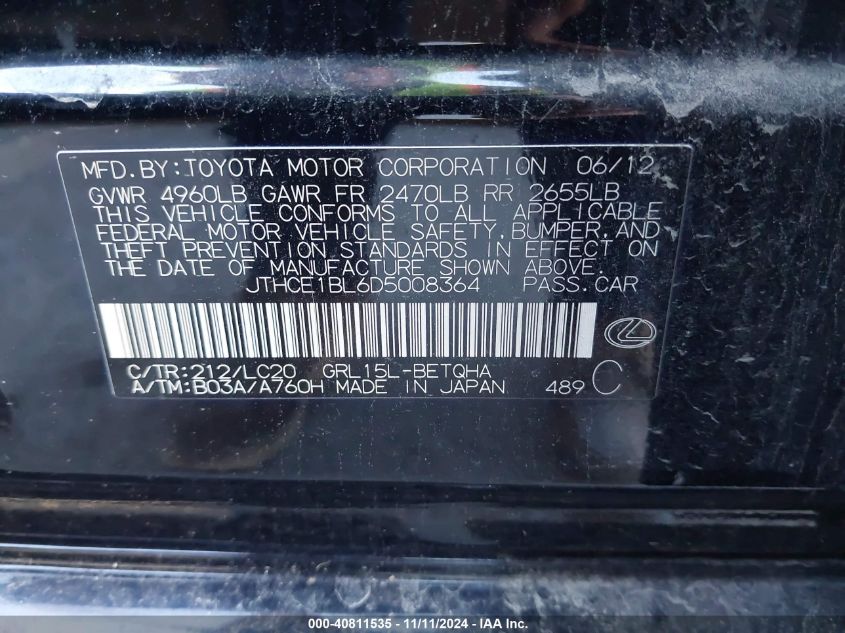 MFD.BY:TOYOTA MOTOR CORPORATION 06/12
GVWR 4960LB GAWR FR 2470LB RR 2655LB
THIS VEHICLE CONFORMS TO ALL APPLICABLE
FEDERAL MOTOR VEHICLE SAFETY,BUMPER,AND
THEFT PREVENTION STANDARDS IN EFFECT ON
THE DATE OF MANUFACTURE SHOWN ABOVE.
JTHCE1BL6D5008364 PASS.CAR
C/TR:212/LC20 GRL15L-BETQHA
A/TM:B03A/A760H MADE IN JAPAN 489 C
000-40811535 - 11/11/2024 - IAA Inc.